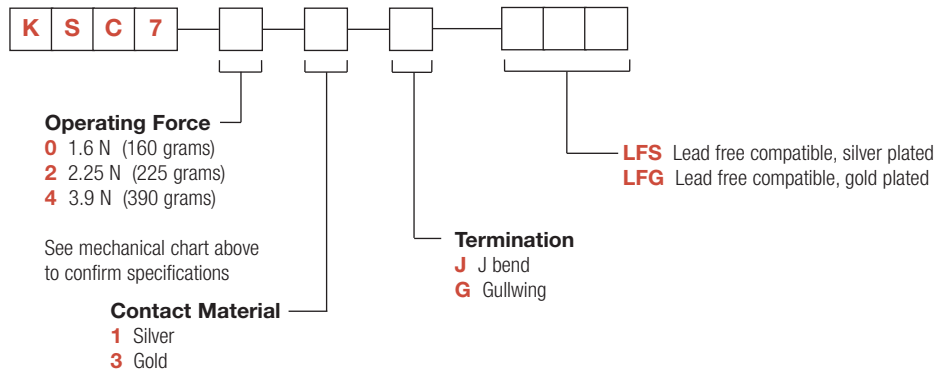 K S C 7
Operating Force
0 1.6 N (160 grams)
2 2.25 N (225 grams)
4 3.9 N (390 grams)
See mechanical chart above
to confirm specifications
Contact Material
1 Silver
3 Gold
Termination
J J bend
G Gullwing
LFS Lead free compatible, silver plated
LFG Lead free compatible, gold plated